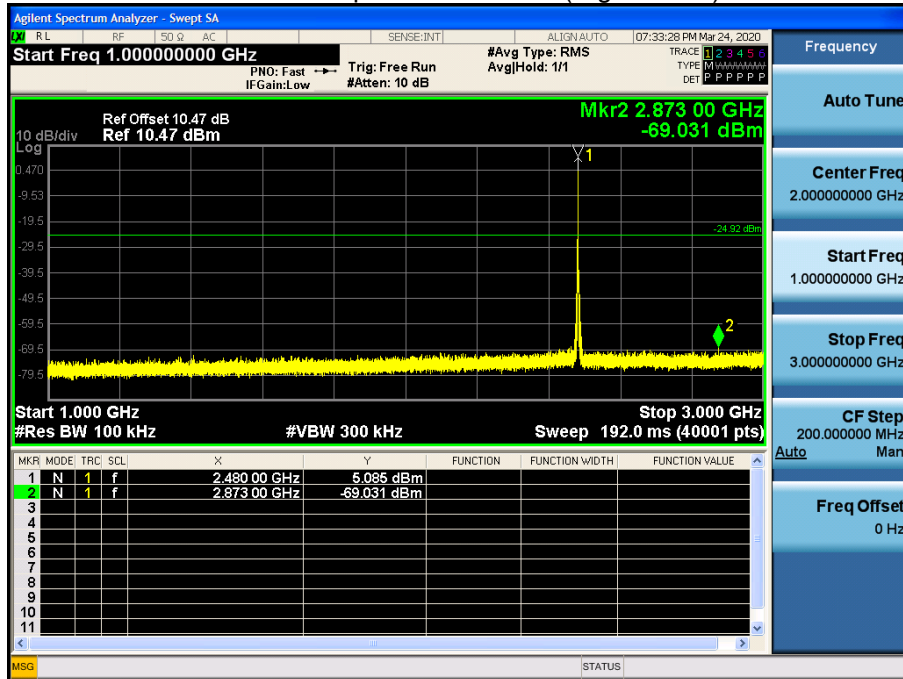 Agilent Spectrum Analyzer - Swept SA
LXI RL RF 50 Ω AC SENSE:INT ALIGN AUTO 07:33:28 PM Mar 24, 2020
Start Freq 1.000000000 GHz
PNO: Fast
IFGain:Low
Trig: Free Run
#Atten: 10 dB
#Avg Type: RMS
Avg|Hold: 1/1
TRACE 1 2 3 4 5 6
TYPE M W W W W W
DET P P P P P P
Mkr2 2.873 00 GHz
-69.031 dBm
Ref Offset 10.47 dB
10 dB/div Ref 10.47 dBm
Log
0.470
-9.53
-19.5
-29.5
-39.5
-49.5
-59.5
-69.5
-79.5
1
-24.92 dBm
2
Start 1.000 GHz Stop 3.000 GHz
#Res BW 100 kHz #VBW 300 kHz Sweep 192.0 ms (40001 pts)
MKR MODE TRC SCL X Y FUNCTION FUNCTION WIDTH FUNCTION VALUE
1 N 1 f 2.480 00 GHz 5.085 dBm
2 N 1 f 2.873 00 GHz -69.031 dBm
3
4
5
6
7
8
9
10
11
MSG STATUS
Frequency
Auto Tune
Center Freq
2.000000000 GHz
Start Freq
1.000000000 GHz
Stop Freq
3.000000000 GHz
CF Step
200.000000 MHz
Auto Man
Freq Offset
0 Hz